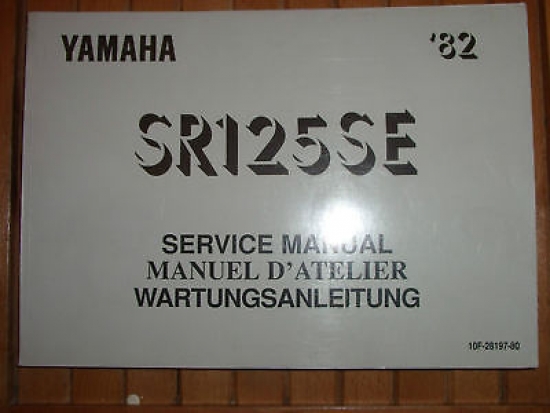 YAMAHA '82
SR125SE
SERVICE MANUAL
MANUEL D'ATELIER
WARTUNGSANLEITUNG
10F-28197-80